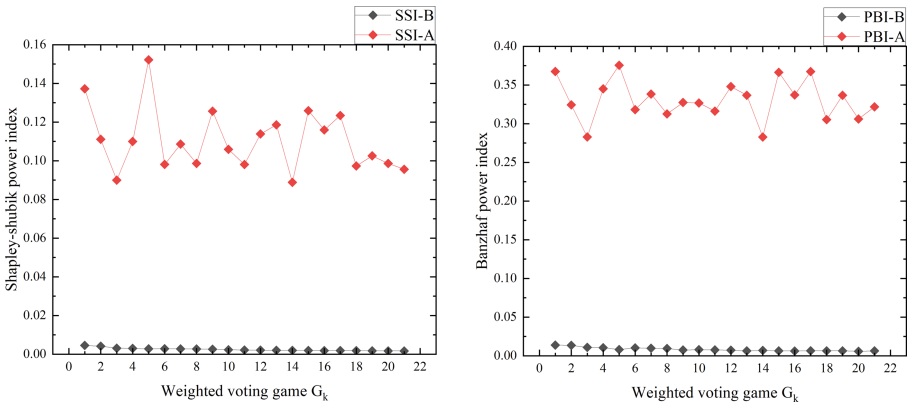 SSI-B
SSI-A
0.16
0.14
0.12
0.10
0.08
0.06
0.04
0.02
0.00
Shapley-shubik power index
0 2 4 6 8 10 12 14 16 18 20 22
Weighted voting game Gk
PBI-B
PBI-A
0.40
0.35
0.30
0.25
0.20
0.15
0.10
0.05
0.00
Banzhaf power index
0 2 4 6 8 10 12 14 16 18 20 22
Weighted voting game Gk